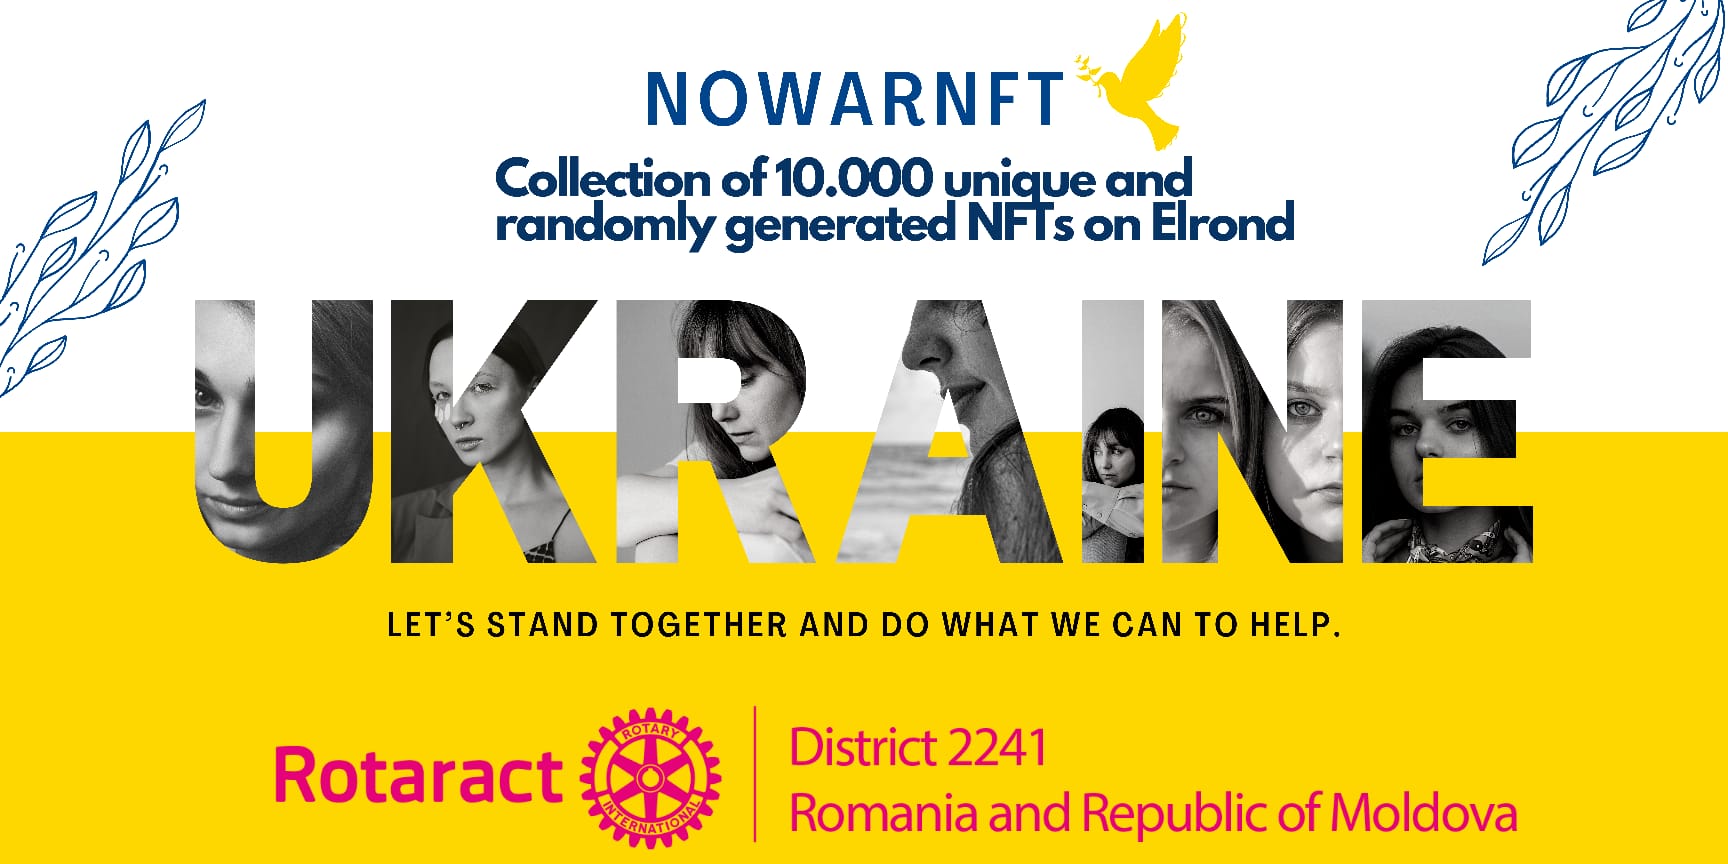 NOWARNFT
Collection of 10.000 unique and
randomly generated NFTs on Elrond
UKRAINE
LET'S STAND TOGETHER AND DO WHAT WE CAN TO HELP.
Rotaract
ROTARY
INTERNATIONAL
District 2241
Romania and Republic of Moldova